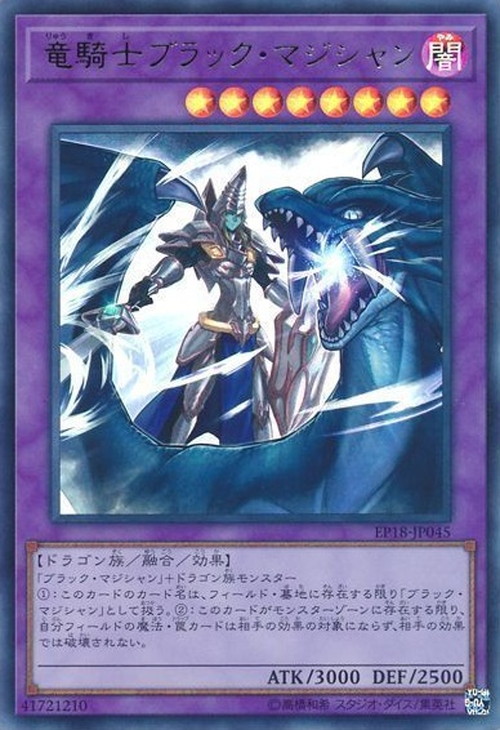 竜騎士ブラック・マジシャン 闇
EP18-JP045
【ドラゴン族／融合／効果】
「ブラック・マジシャン」＋ドラゴン族モンスター
①：このカードのカード名は、フィールド・墓地に存在する限り「ブラック・
マジシャン」として扱う。②：このカードがモンスターゾーンに存在する限り、
自分フィールドの魔法・罠カードは相手の効果の対象にならず、相手の効果
では破壊されない。
ATK/3000 DEF/2500
41721210 ©高橋和希 スタジオ・ダイス/集英社